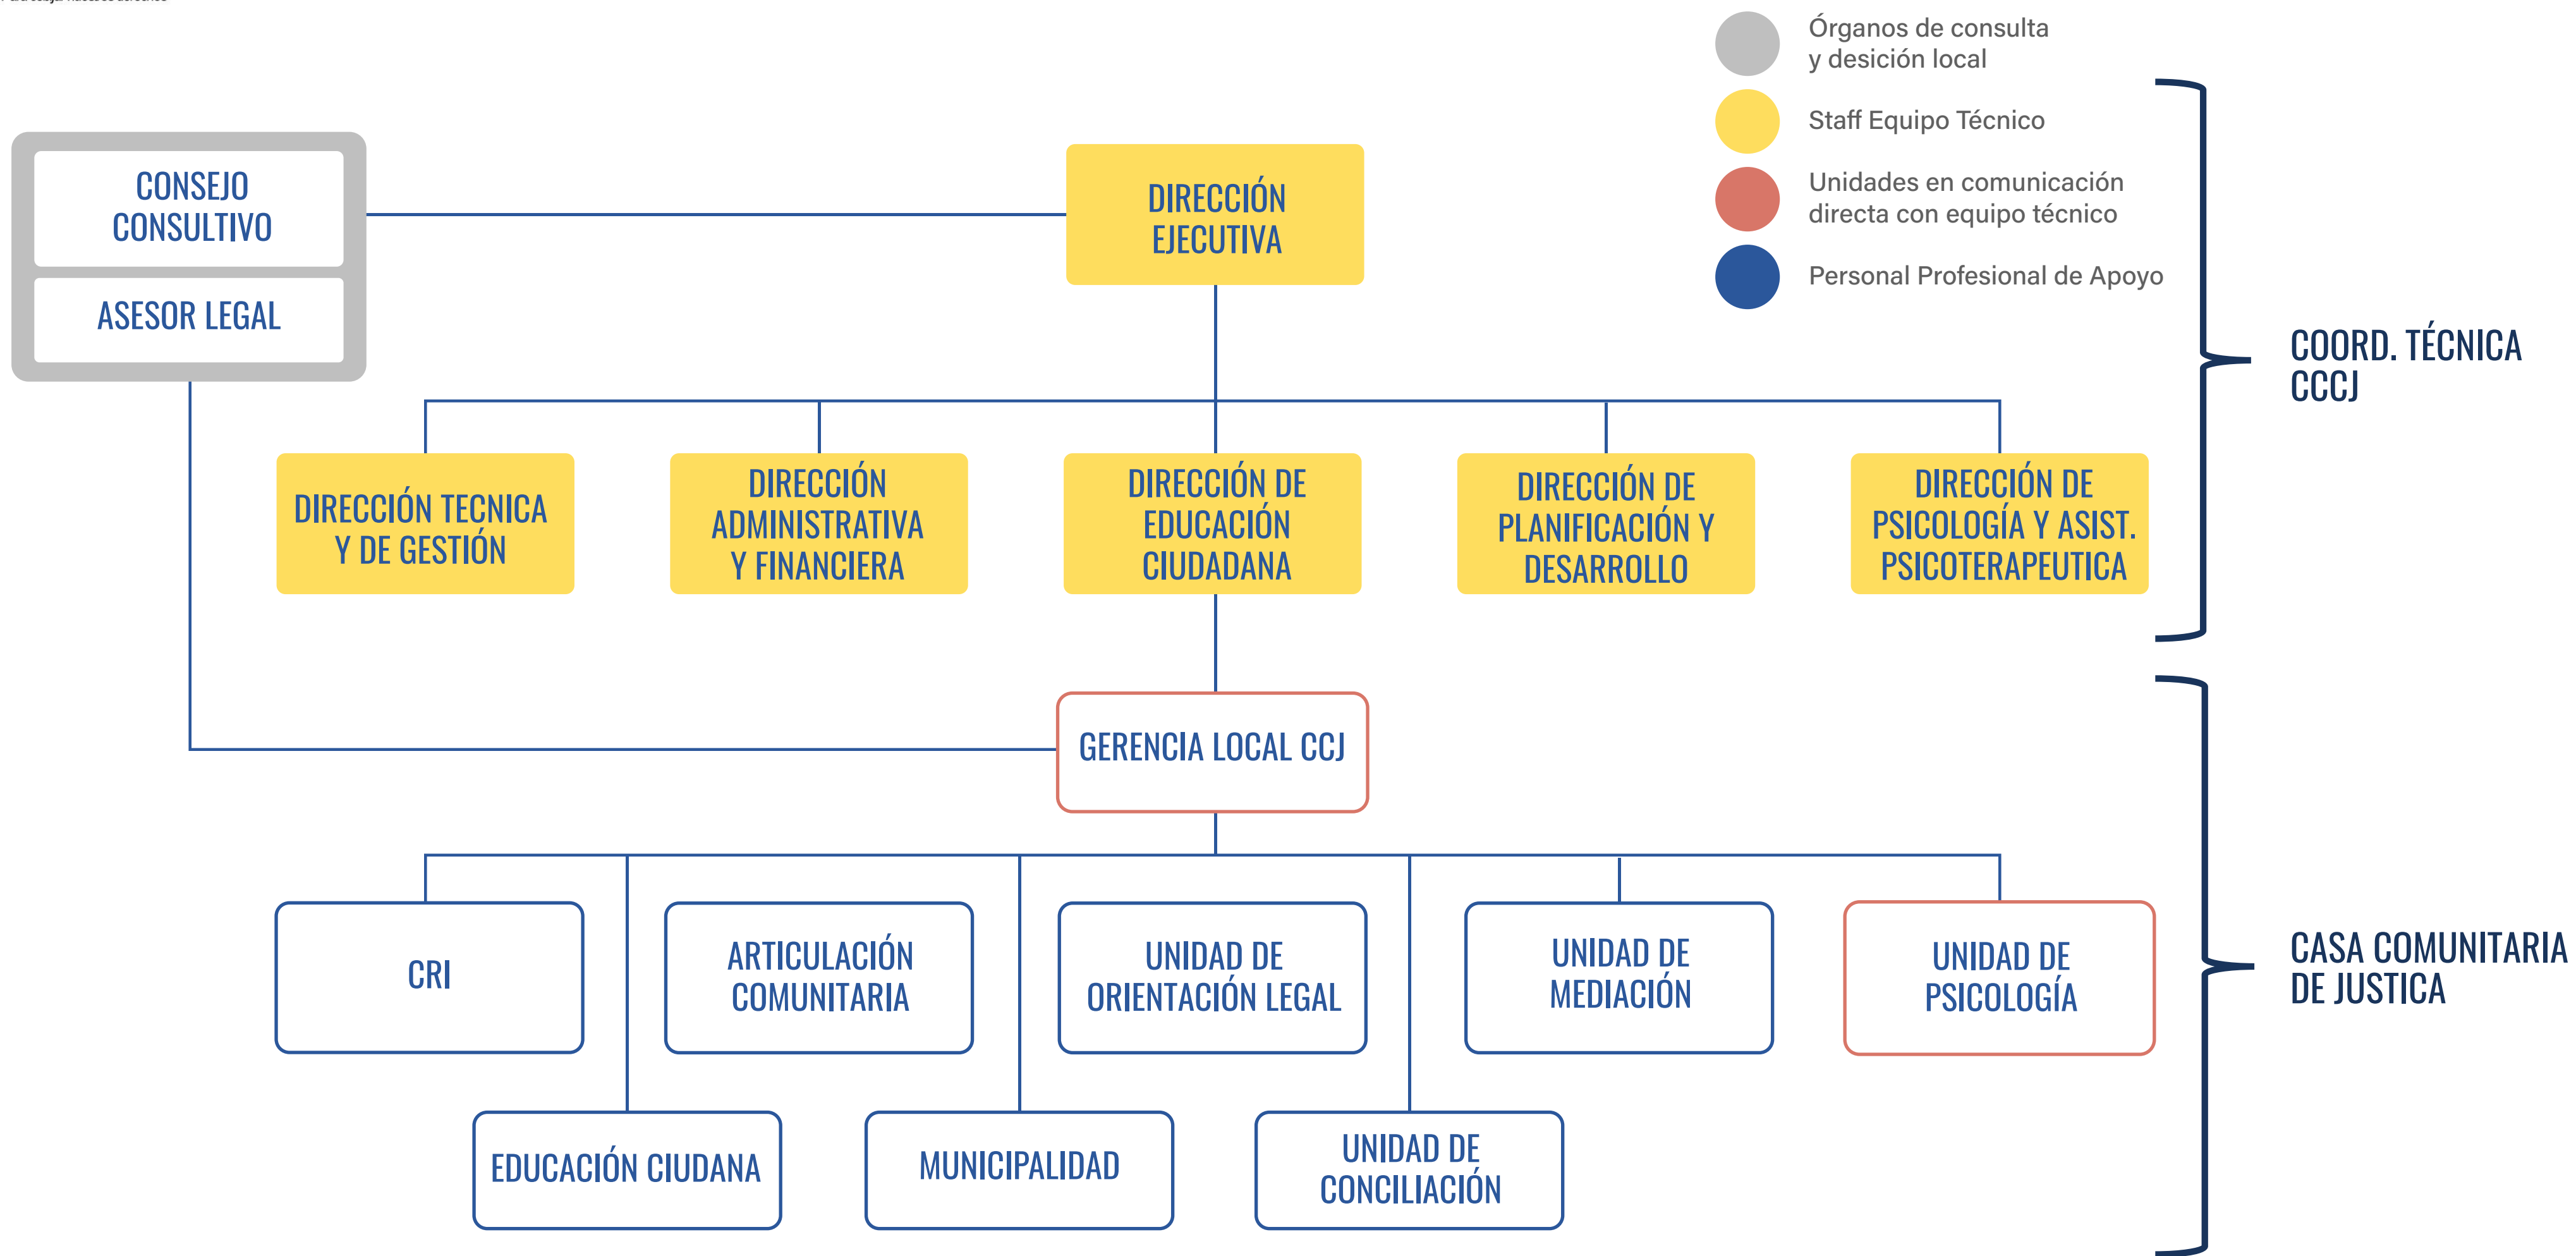 Órganos de consulta
y desición local
Staff Equipo Técnico
Unidades en comunicación
directa con equipo técnico
Personal Profesional de Apoyo
CONSEJO
CONSULTIVO
ASESOR LEGAL
DIRECCIÓN
EJECUTIVA
COORD. TÉCNICA
CCCJ
DIRECCIÓN TECNICA
Y DE GESTIÓN
DIRECCIÓN
ADMINISTRATIVA
Y FINANCIERA
DIRECCIÓN DE
EDUCACIÓN
CIUDADANA
DIRECCIÓN DE
PLANIFICACIÓN Y
DESARROLLO
DIRECCIÓN DE
PSICOLOGÍA Y ASIST.
PSICOTERAPEUTICA
GERENCIA LOCAL CCJ
CRI
ARTICULACIÓN
COMUNITARIA
UNIDAD DE
ORIENTACIÓN LEGAL
UNIDAD DE
MEDIACIÓN
UNIDAD DE
PSICOLOGÍA
CASA COMUNITARIA
DE JUSTICA
EDUCACIÓN CIUDANA
MUNICIPALIDAD
UNIDAD DE
CONCILIACIÓN